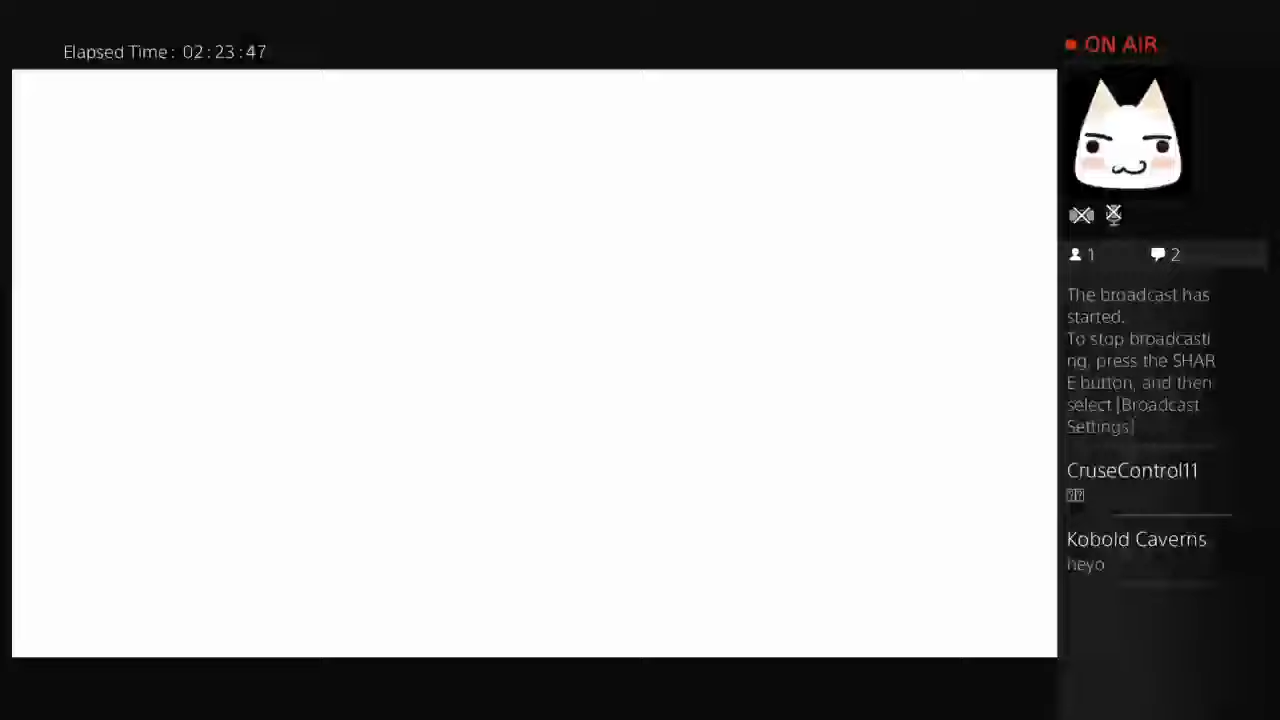 Elapsed Time: 02:23:47
ON AIR
1
2
The broadcast has
started.
To stop broadcasti
ng, press the SHAR
E button, and then
select [Broadcast
Settings]
CruseControl11
Kobold Caverns
heyo